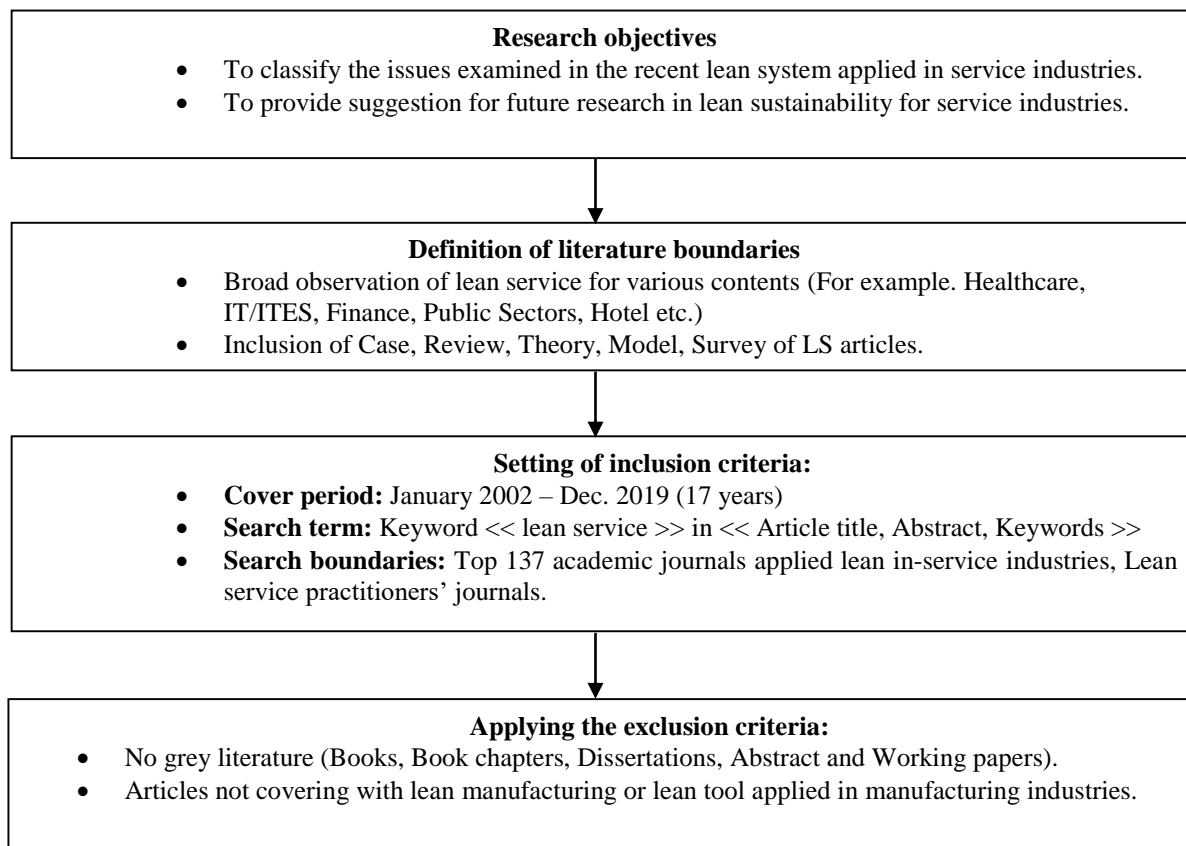 Research objectives
• To classify the issues examined in the recent lean system applied in service industries.
• To provide suggestion for future research in lean sustainability for service industries.
Definition of literature boundaries
• Broad observation of lean service for various contents (For example. Healthcare,
IT/ITES, Finance, Public Sectors, Hotel etc.)
• Inclusion of Case, Review, Theory, Model, Survey of LS articles.
Setting of inclusion criteria:
• Cover period: January 2002 – Dec. 2019 (17 years)
• Search term: Keyword << lean service >> in << Article title, Abstract, Keywords >>
• Search boundaries: Top 137 academic journals applied lean in-service industries, Lean
service practitioners’ journals.
Applying the exclusion criteria:
• No grey literature (Books, Book chapters, Dissertations, Abstract and Working papers).
• Articles not covering with lean manufacturing or lean tool applied in manufacturing industries.